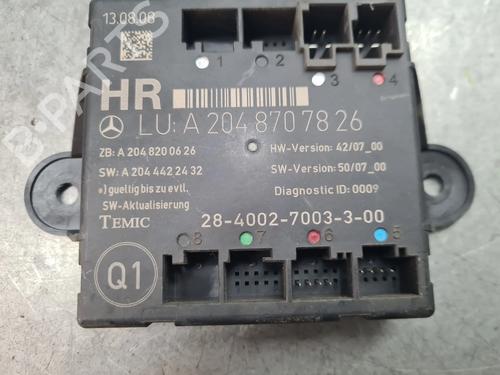 13.08.08
1 2 3 4
HR
LU: A 204 870 78 26
ZB: A 204 820 06 26
HW-Version: 42/07_00
SW: A 204 442 24 32
SW-Version: 50/07_00
*) gueltig bis zu evtl.
Diagnostic ID: 0009
SW-Aktualisierung
TEMIC
28-4002-7003-3-00
8 7 6 5
Q1